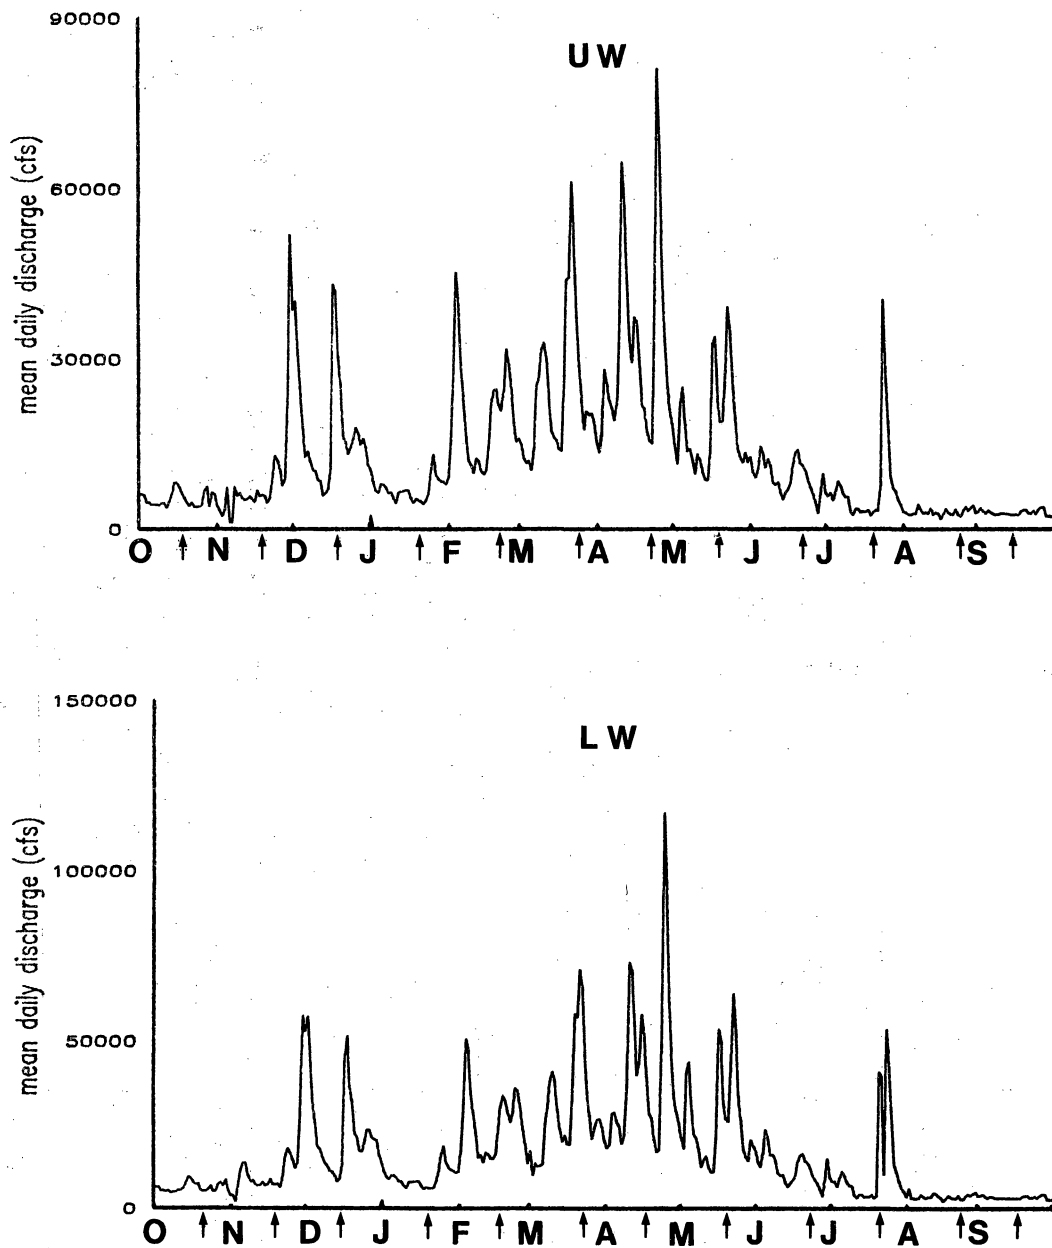 90000
UW
60000
mean daily discharge (cfs)
30000
0
O N D J F M A M J J A S
150000
LW
100000
mean daily discharge (cfs)
50000
0
O N D J F M A M J J A S